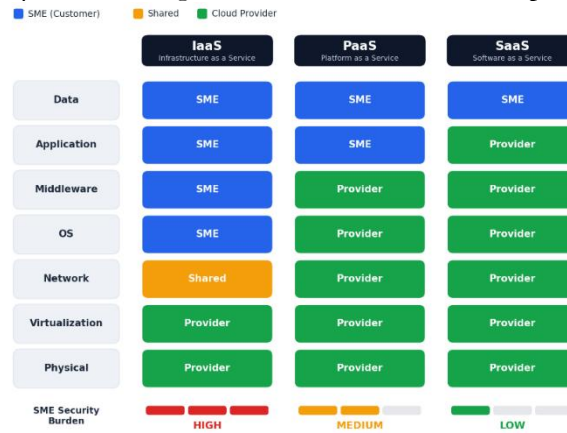 SME (Customer) Shared Cloud Provider
IaaS PaaS SaaS
Infrastructure as a Service Platform as a Service Software as a Service
Data SME SME SME
Application SME SME Provider
Middleware SME Provider Provider
OS SME Provider Provider
Network Shared Provider Provider
Virtualization Provider Provider Provider
Physical Provider Provider Provider
SME Security
Burden
HIGH MEDIUM LOW